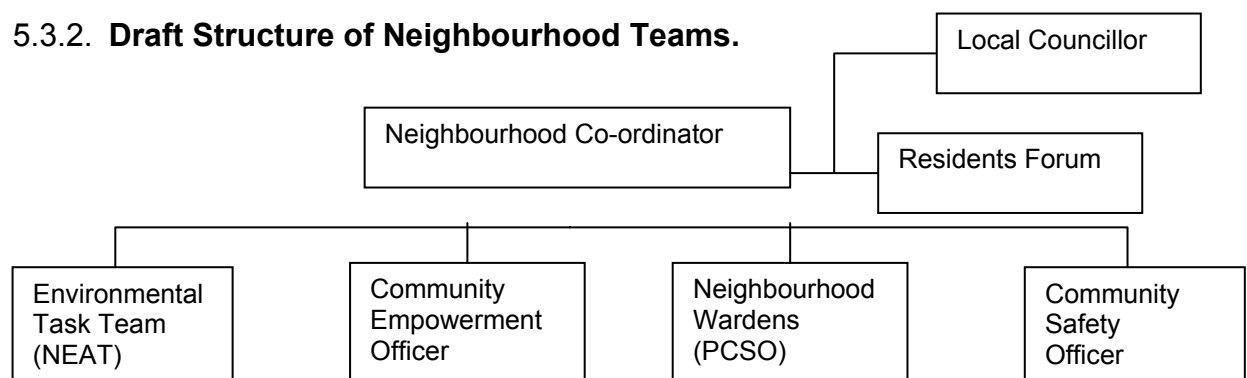 5.3.2. Draft Structure of Neighbourhood Teams.
Local Councillor
Neighbourhood Co-ordinator
Residents Forum
Environmental
Task Team
(NEAT)
Community
Empowerment
Officer
Neighbourhood
Wardens
(PCSO)
Community
Safety
Officer